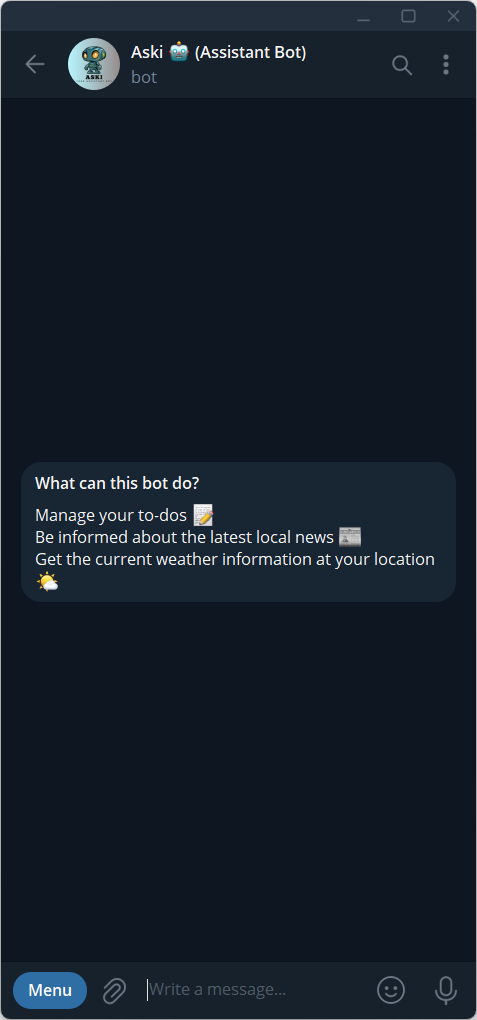 Aski 🤖 (Assistant Bot)
bot
ASKI
What can this bot do?
Manage your to-dos 📝
Be informed about the latest local news 📰
Get the current weather information at your location
🌤️
Menu
Write a message...